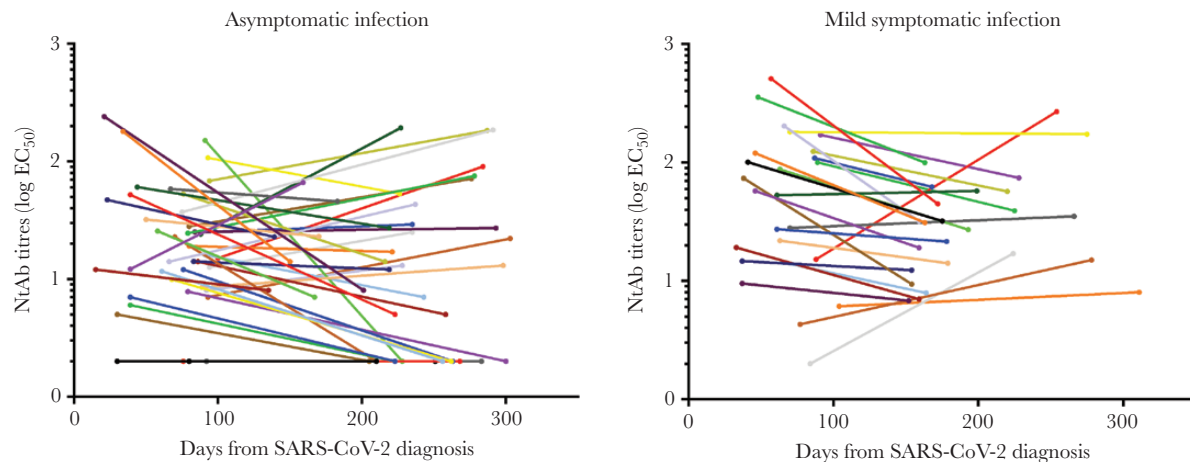 Asymptomatic infection
3
2
1
0
NtAb titres (log EC50)
0
100
200
300
Days from SARS-CoV-2 diagnosis
Mild symptomatic infection
3
2
1
0
NtAb titers (log EC50)
0
100
200
300
Days from SARS-CoV-2 diagnosis